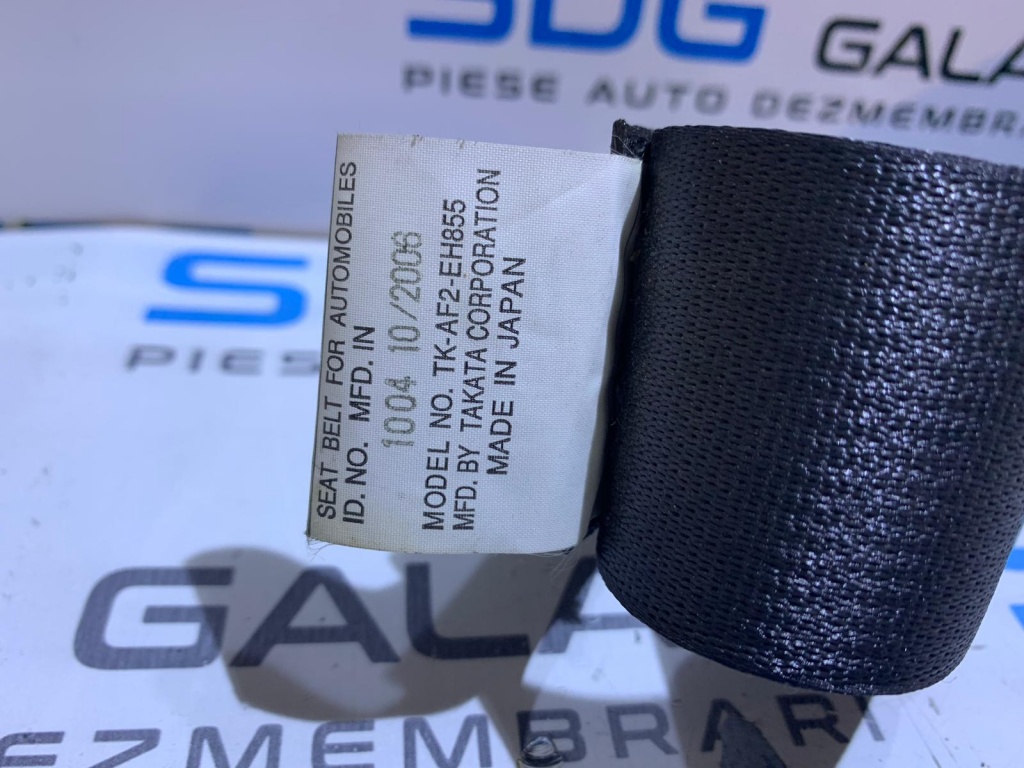 SDG GALA
PIESE AUTO DEZMEMBR
SEAT BELT FOR AUTOMOBILES
ID. NO. MFD. IN
1004 10/2006
MODEL NO. TK-AF2-EH855
MFD. BY TAKATA CORPORATION
MADE IN JAPAN
S
PIESE
GALA
EZMEMBRARI